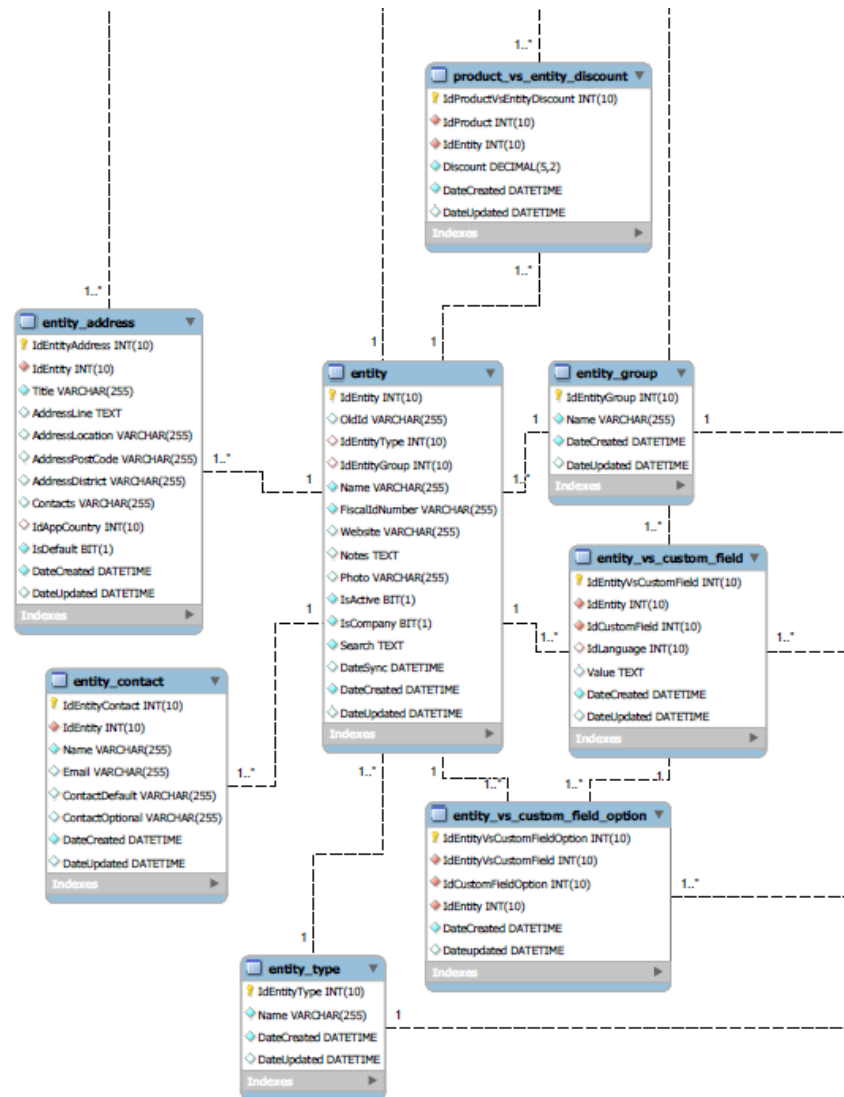 1..*
product_vs_entity_discount
IdProductVsEntityDiscount INT(10)
IdProduct INT(10)
IdEntity INT(10)
Discount DECIMAL(5,2)
DateCreated DATETIME
DateUpdated DATETIME
Indexes
1..*
1..*
1
1
entity_address
IdEntityAddress INT(10)
IdEntity INT(10)
Title VARCHAR(255)
AddressLine TEXT
AddressLocation VARCHAR(255)
AddressPostCode VARCHAR(255)
AddressDistrict VARCHAR(255)
Contacts VARCHAR(255)
IdAppCountry INT(10)
IsDefault BIT(1)
DateCreated DATETIME
DateUpdated DATETIME
Indexes
1..*
1
entity
IdEntity INT(10)
OldId VARCHAR(255)
IdEntityType INT(10)
IdEntityGroup INT(10)
Name VARCHAR(255)
FiscalIdNumber VARCHAR(255)
Website VARCHAR(255)
Notes TEXT
Photo VARCHAR(255)
IsActive BIT(1)
IsCompany BIT(1)
Search TEXT
DateSync DATETIME
DateCreated DATETIME
DateUpdated DATETIME
Indexes
1
1..*
entity_group
IdEntityGroup INT(10)
Name VARCHAR(255)
DateCreated DATETIME
DateUpdated DATETIME
Indexes
1
1..*
entity_vs_custom_field
IdEntityVsCustomField INT(10)
IdEntity INT(10)
IdCustomField INT(10)
IdLanguage INT(10)
Value TEXT
DateCreated DATETIME
DateUpdated DATETIME
Indexes
1
1
1..*
1..*
entity_contact
IdEntityContact INT(10)
IdEntity INT(10)
Name VARCHAR(255)
Email VARCHAR(255)
ContactDefault VARCHAR(255)
ContactOptional VARCHAR(255)
DateCreated DATETIME
DateUpdated DATETIME
Indexes
1..*
1..*
1
1..*
1..*
1
entity_vs_custom_field_option
IdEntityVsCustomFieldOption INT(10)
IdEntityVsCustomField INT(10)
IdCustomFieldOption INT(10)
IdEntity INT(10)
DateCreated DATETIME
Dateupdated DATETIME
Indexes
1..*
1
entity_type
IdEntityType INT(10)
Name VARCHAR(255)
DateCreated DATETIME
DateUpdated DATETIME
Indexes
1